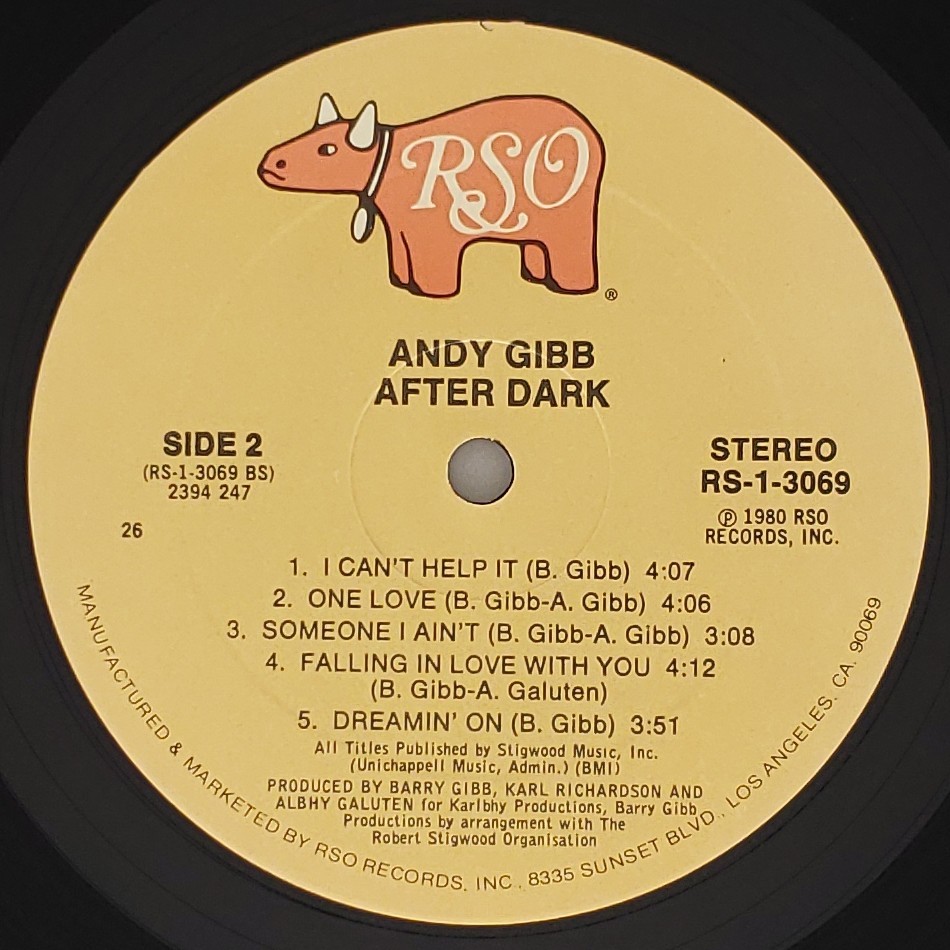 RSO
®
ANDY GIBB
AFTER DARK
SIDE 2
(RS-1-3069 BS)
2394 247
26
STEREO
RS-1-3069
℗ 1980 RSO
RECORDS, INC.
1. I CAN'T HELP IT (B. Gibb) 4:07
2. ONE LOVE (B. Gibb-A. Gibb) 4:06
3. SOMEONE I AIN'T (B. Gibb-A. Gibb) 3:08
4. FALLING IN LOVE WITH YOU 4:12
(B. Gibb-A. Galuten)
5. DREAMIN' ON (B. Gibb) 3:51
All Titles Published by Stigwood Music, Inc.
(Unichappell Music, Admin.) (BMI)
PRODUCED BY BARRY GIBB, KARL RICHARDSON AND
ALBHY GALUTEN for Karlbhy Productions, Barry Gibb
Productions by arrangement with The
Robert Stigwood Organisation
MANUFACTURED & MARKETED BY RSO RECORDS, INC., 8335 SUNSET BLVD., LOS ANGELES, CA. 90069